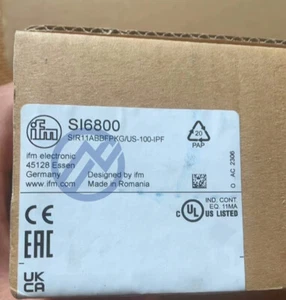 ifm
SI6800
SIR11ABBFPKG/US-100-IPF
ifm electronic
45128 Essen
Germany
www.ifm.com
Designed by ifm
Made in Romania
20
PAP
O AC 2306
CE
EAC
UK
CA
c UL US LISTED
IND. CONT.
EQ. 11MA